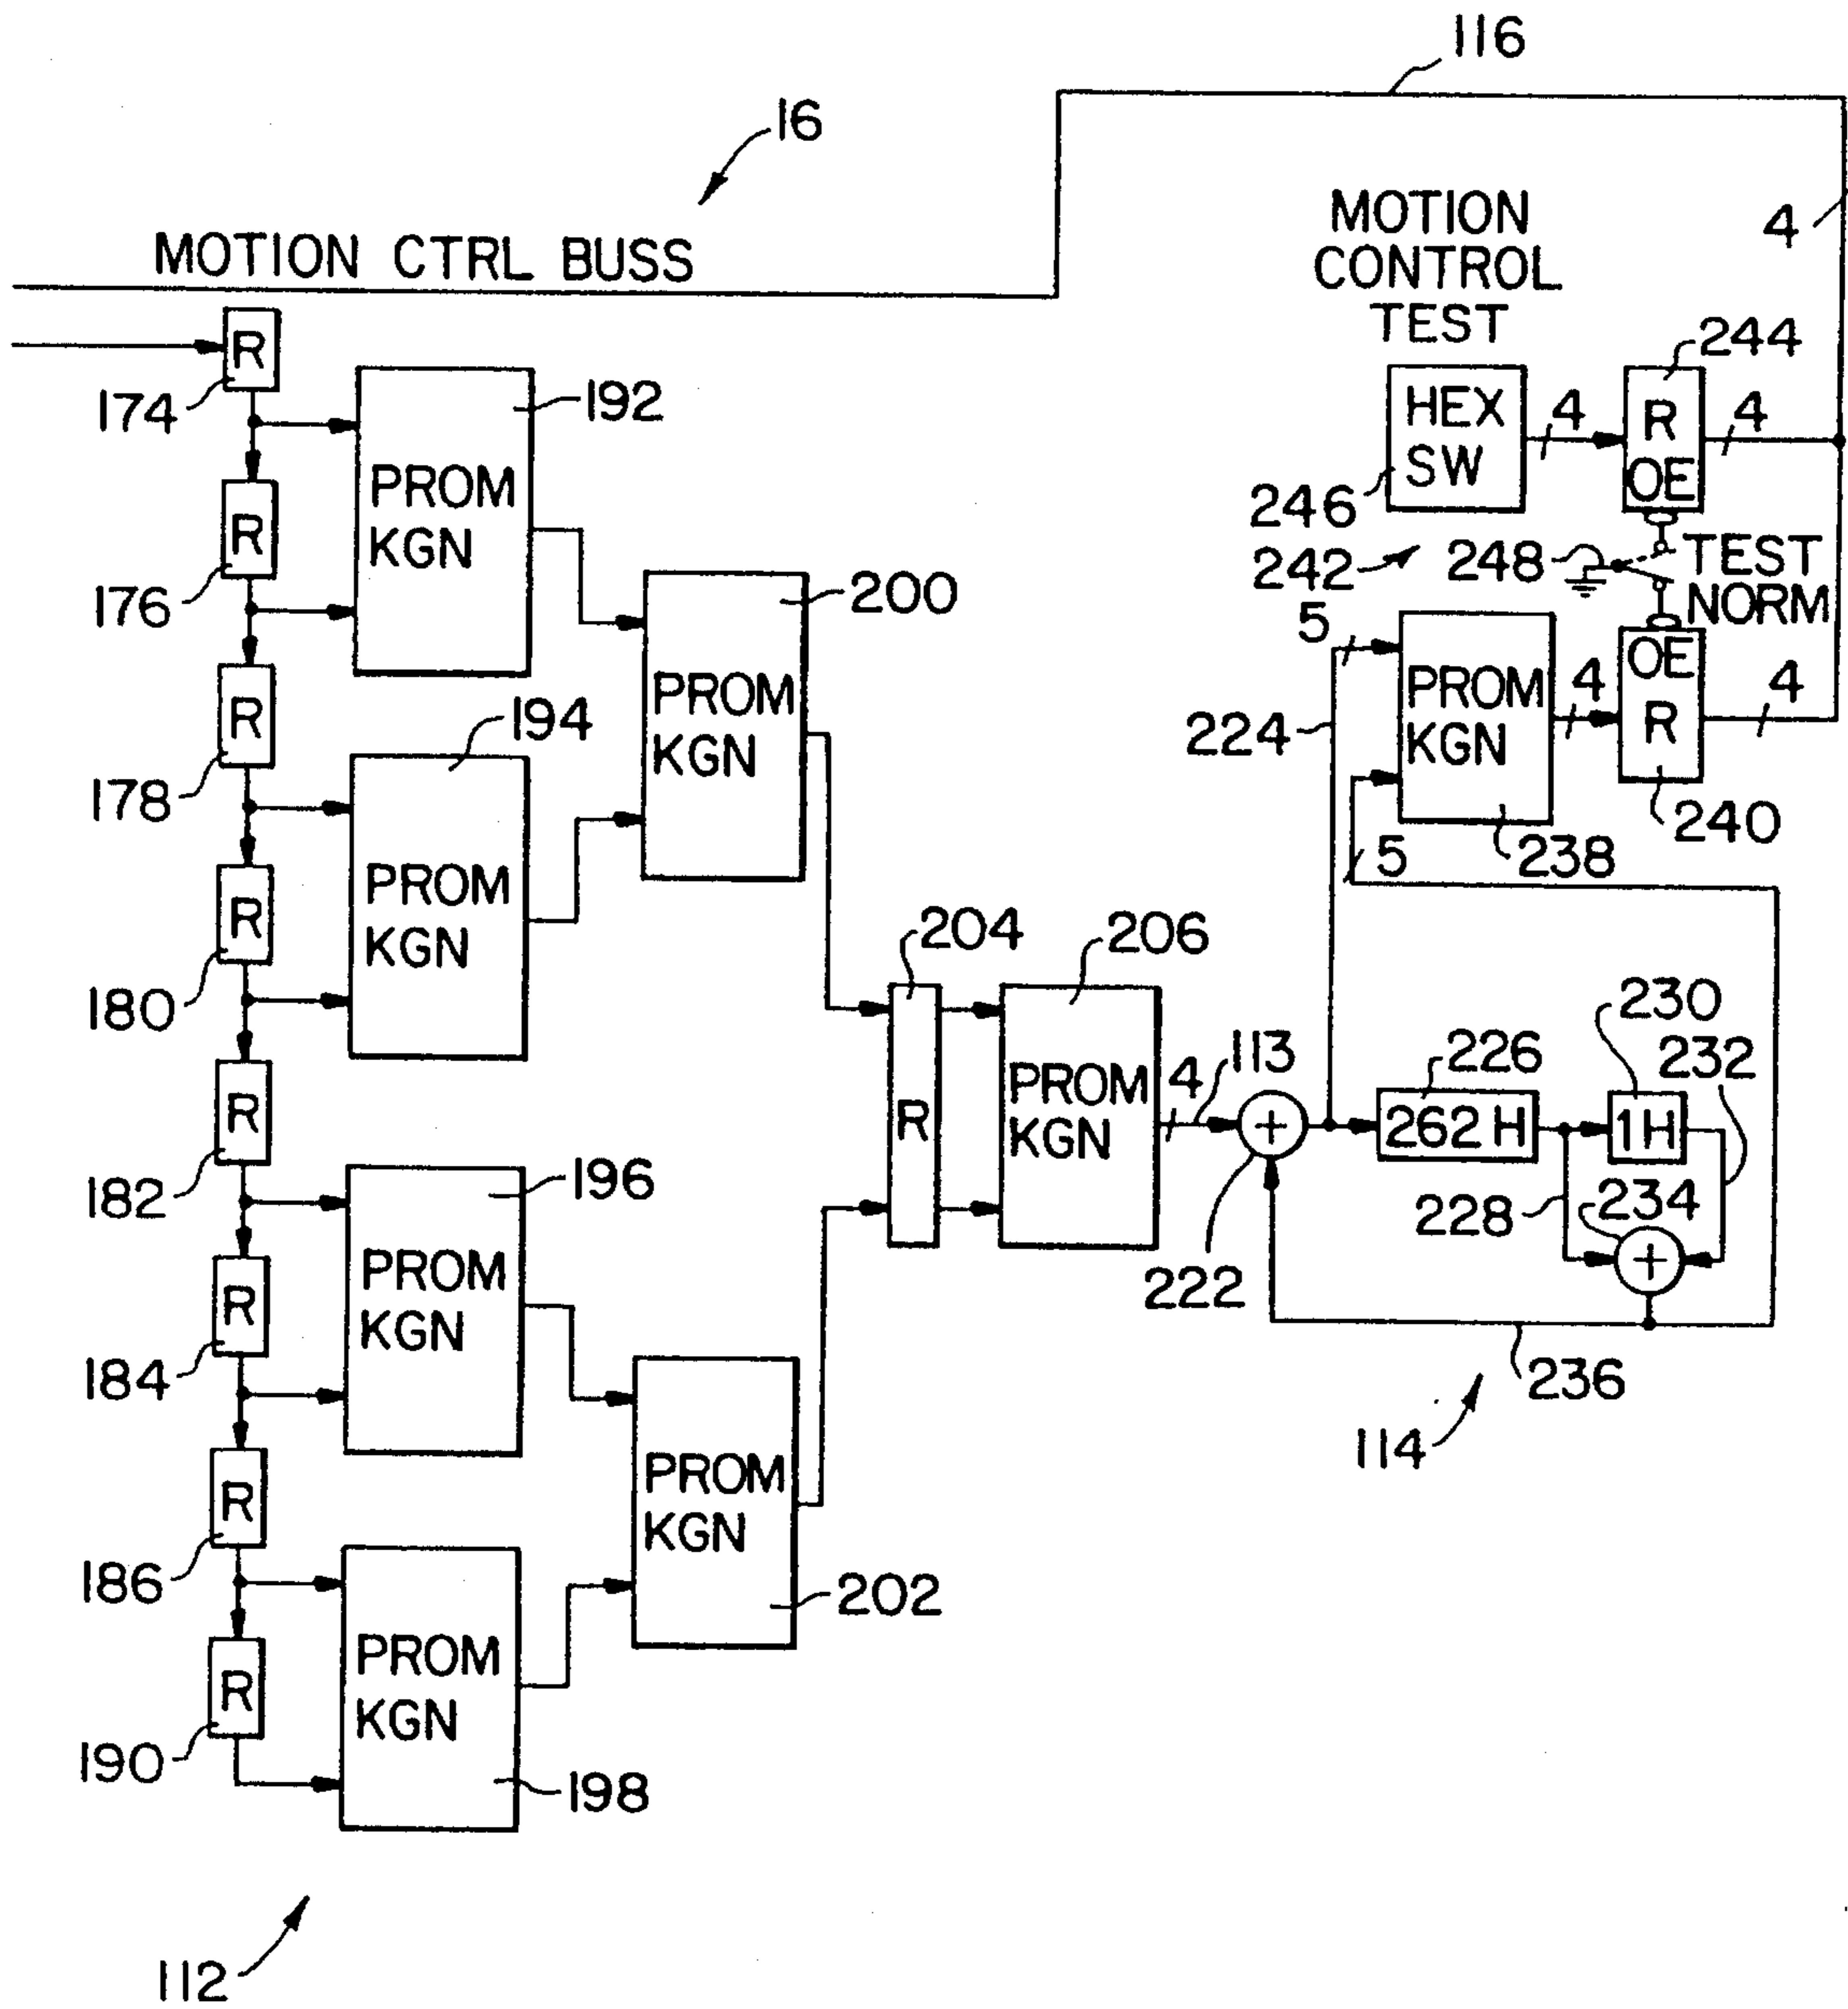 116
16
MOTION CTRL BUSS
4
MOTION
CONTROL
TEST
R
174
192
PROM
KGN
244
HEX
SW
4
R
OE
4
246
R
176
242
248
TEST
NORM
200
PROM
KGN
5
224
PROM
KGN
4
OE
R
4
240
238
5
R
178
194
PROM
KGN
R
180
204
R
206
PROM
KGN
4
113
222
226
262 H
230
1H
232
228
234
236
114
R
182
196
PROM
KGN
R
184
PROM
KGN
202
R
186
PROM
KGN
198
R
190
112